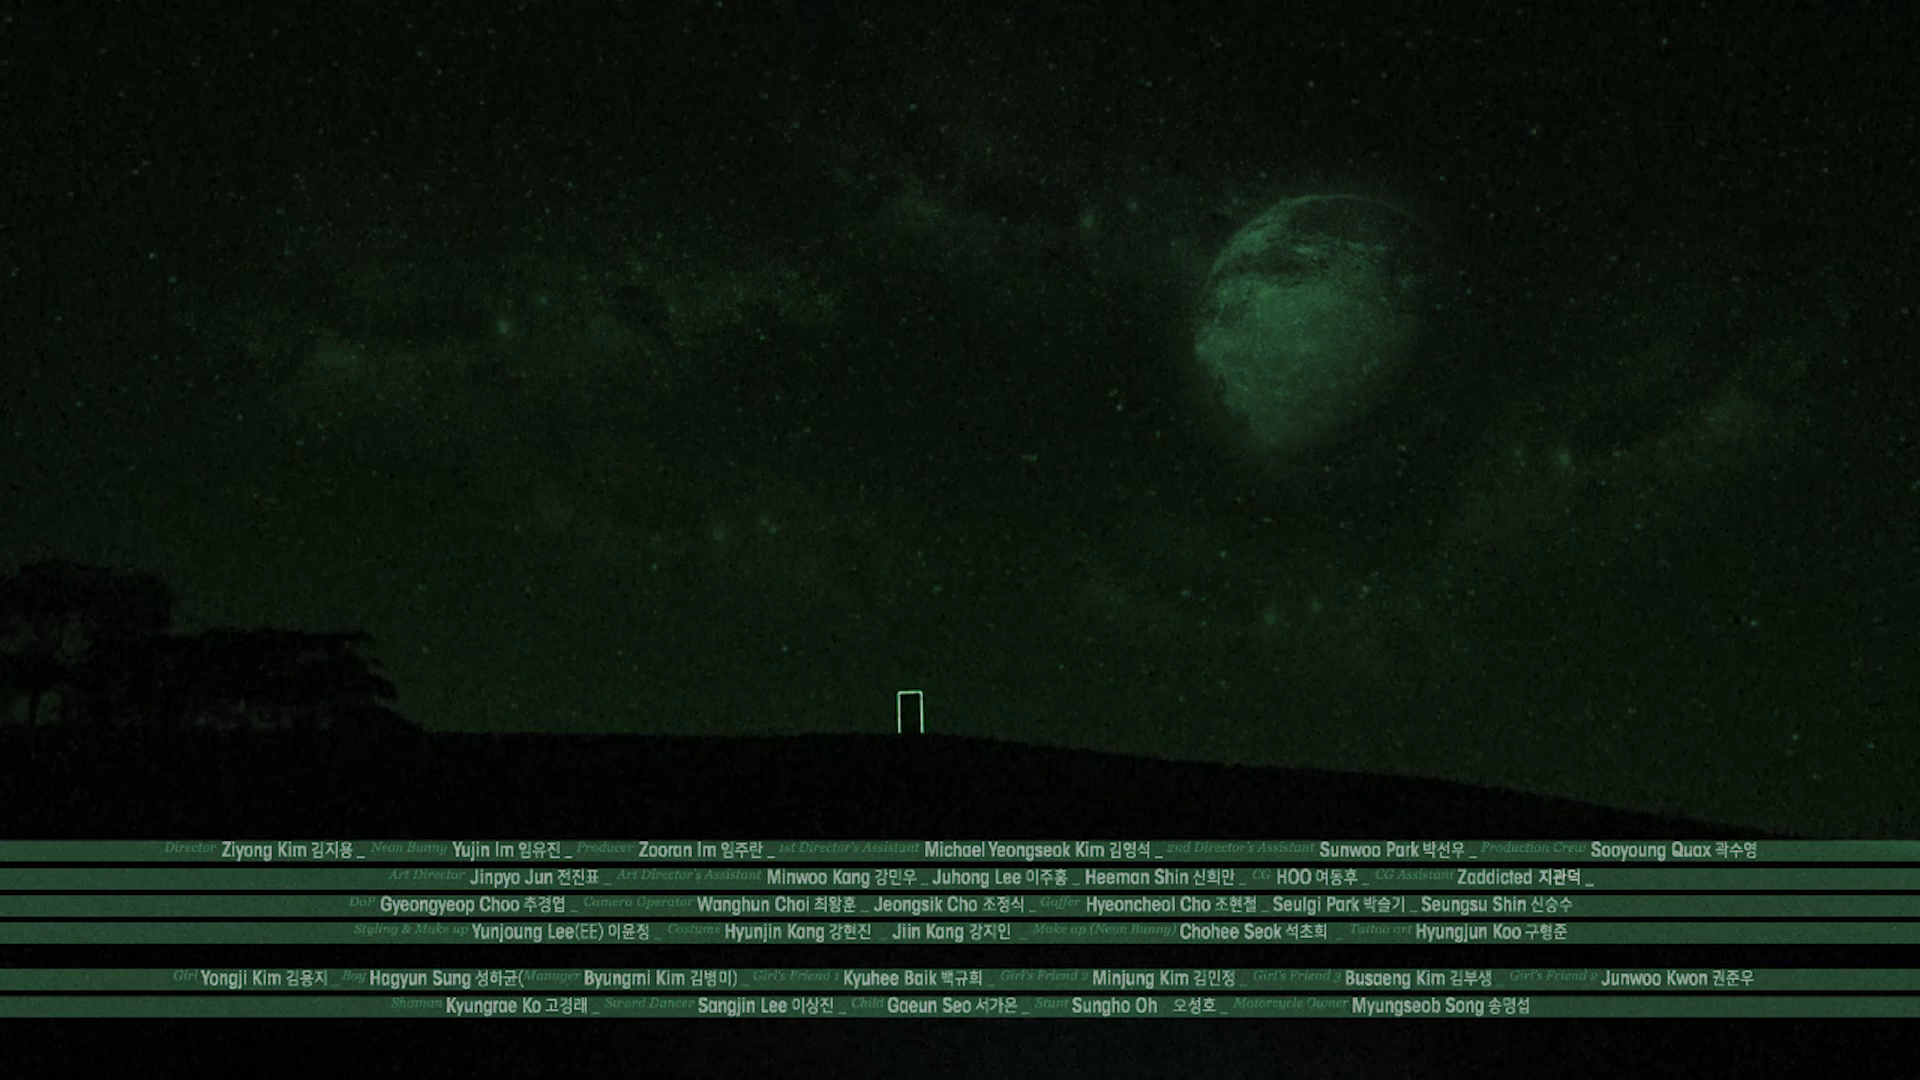 Director Ziyong Kim 김지용 _ Neon Bunny Yujin Im 임유진 _ Producer Zooran Im 임주란 _ 1st Director's Assistant Michael Yeongseok Kim 김영석 _ 2nd Director's Assistant Sunwoo Park 박선우 _ Production Crew Sooyoung Quax 곽수영
Art Director Jinpyo Jun 전진표 _ Art Director's Assistant Minwoo Kang 강민우 _ Juhong Lee 이주홍 _ Heeman Shin 신희만 _ CG HOO 여동후 _ CG Assistant Zaddicted 지관덕 _
DoP Gyeongyeop Choo 추경엽 _ Camera Operator Wanghun Choi 최왕훈 _ Jeongsik Cho 조정식 _ Gaffer Hyeoncheol Cho 조현철 _ Seulgi Park 박슬기 _ Seungsu Shin 신승수
Styling & Make up Yunjoung Lee(EE) 이윤정 _ Costume Hyunjin Kang 강현진 _ Jiin Kang 강지인 _ Make up (Neon Bunny) Chohee Seok 석초희 _ Tattoo art Hyungjun Koo 구형준
Girl Yongji Kim 김용지 _ Boy Hagyun Sung 성하균(Manager Byungmi Kim 김병미) _ Girl's Friend 1 Kyuhee Baik 백규희 _ Girl's Friend 2 Minjung Kim 김민정 _ Girl's Friend 3 Busaeng Kim 김부생 _ Girl's Friend 2 Junwoo Kwon 권준우
Shaman Kyungrae Ko 고경래 _ Sword Dancer Sangjin Lee 이상진 _ Child Gaeun Seo 서가은 _ Stunt Sungho Oh 오성호 _ Motorcycle Owner Myungseob Song 송명섭